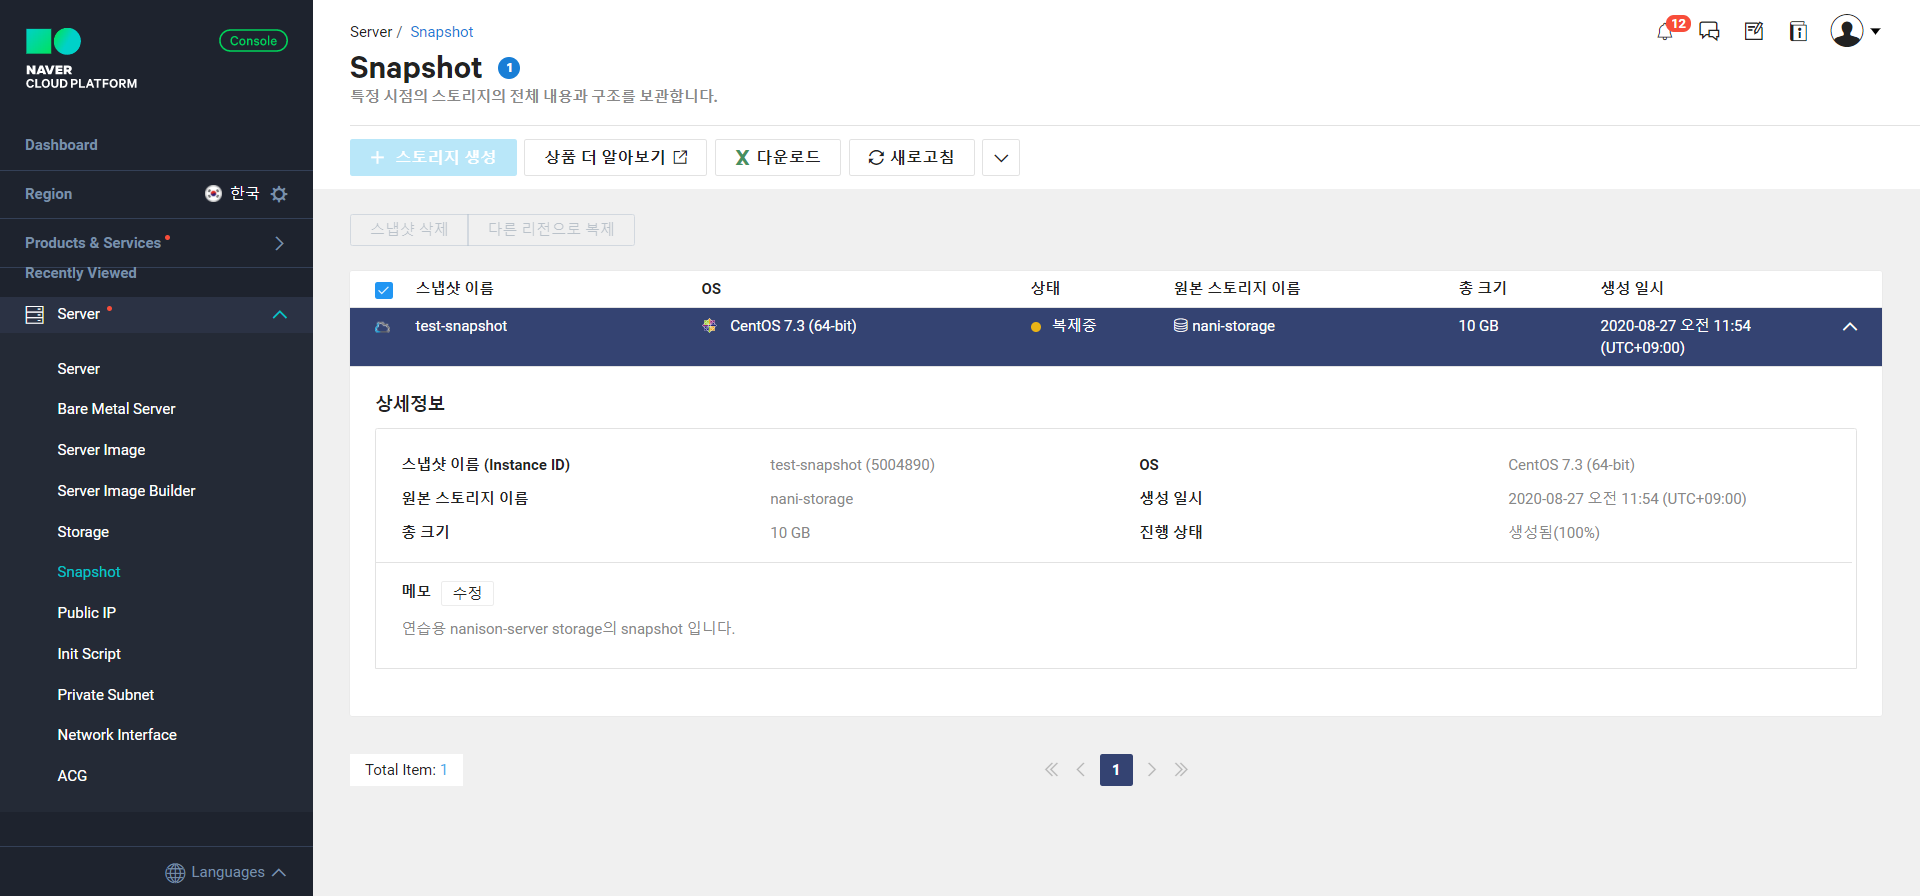 NAVER
CLOUD PLATFORM
Console
Dashboard
Region
한국
Products & Services
Recently Viewed
Server
Server
Bare Metal Server
Server Image
Server Image Builder
Storage
Snapshot
Public IP
Init Script
Private Subnet
Network Interface
ACG
Languages
Server / Snapshot
12
Snapshot 1
특정 시점의 스토리지의 전체 내용과 구조를 보관합니다.
+ 스토리지 생성
상품 더 알아보기
X 다운로드
새로고침
스냅샷 삭제
다른 리전으로 복제
스냅샷 이름 OS 상태 원본 스토리지 이름 총 크기 생성 일시
test-snapshot CentOS 7.3 (64-bit) 복제중 nani-storage 10 GB 2020-08-27 오전 11:54
(UTC+09:00)
상세정보
스냅샷 이름 (Instance ID) test-snapshot (5004890) OS CentOS 7.3 (64-bit)
원본 스토리지 이름 nani-storage 생성 일시 2020-08-27 오전 11:54 (UTC+09:00)
총 크기 10 GB 진행 상태 생성됨(100%)
메모 수정
연습용 nanison-server storage의 snapshot 입니다.
Total Item: 1
1